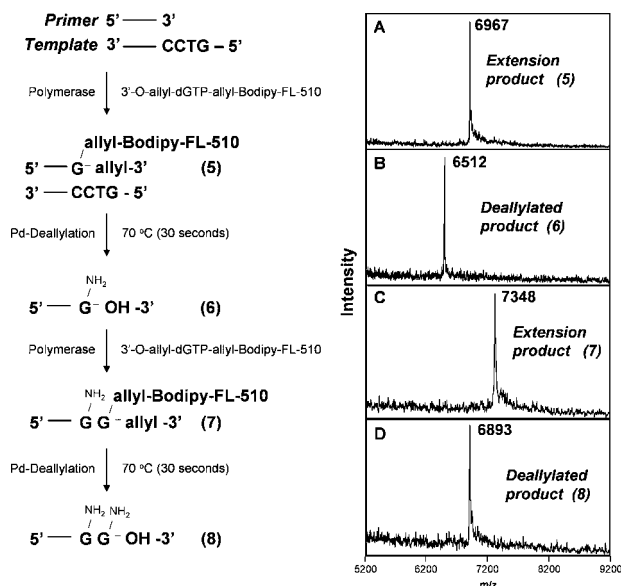 Primer 5' 3'
Template 3' CCTG – 5'
Polymerase 3'-O-allyl-dGTP-allyl-Bodipy-FL-510
allyl-Bodipy-FL-510
5' G allyl-3' (5)
3' CCTG - 5'
Pd-Deallylation 70 ºC (30 seconds)
NH2
5' G OH -3' (6)
Polymerase 3'-O-allyl-dGTP-allyl-Bodipy-FL-510
NH2 allyl-Bodipy-FL-510
5' G G allyl -3' (7)
Pd-Deallylation 70 ºC (30 seconds)
NH2 NH2
5' G G OH -3' (8)
Intensity
A
6967
Extension
product (5)
B
6512
Deallylated
product (6)
C
7348
Extension
product (7)
D
6893
Deallylated
product (8)
5200 6200 7200 8200 9200
m/z